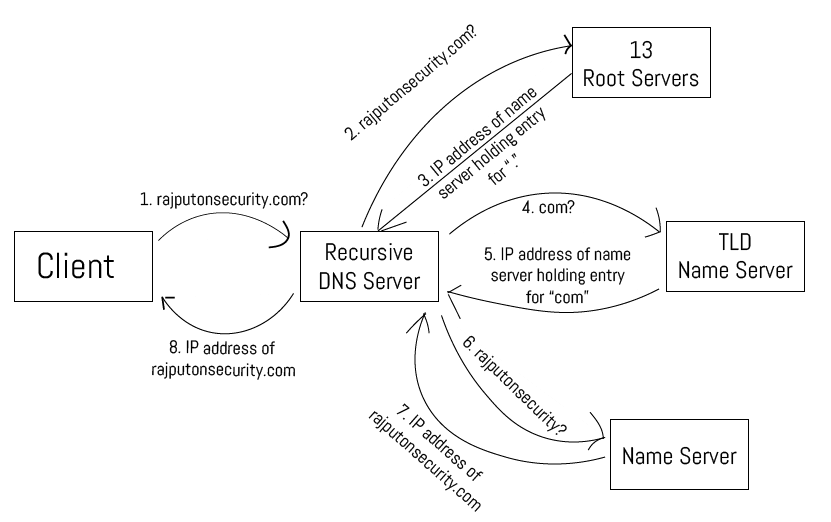 2. rajputonsecurity.com?
13
Root Servers
3. IP address of name
server holding entry
for “.”
1. rajputonsecurity.com?
4. com?
Client
Recursive
DNS Server
TLD
Name Server
5. IP address of name
server holding entry
for “com”
8. IP address of
rajputonsecurity.com
6. rajputonsecurity?
7. IP address of
rajputonsecurity.com
Name Server